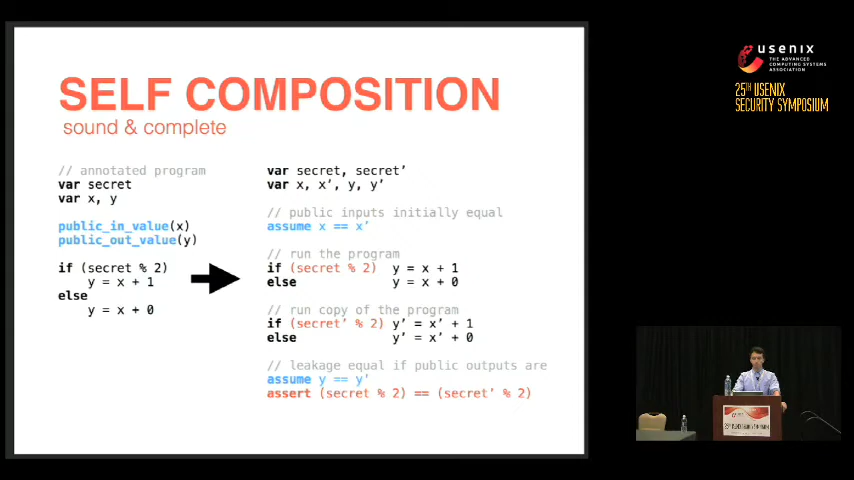 SELF COMPOSITION
sound & complete
// annotated program
var secret
var x, y
public_in_value(x)
public_out_value(y)
if (secret % 2)
y = x + 1
else
y = x + 0
var secret, secret’
var x, x’, y, y’
// public inputs initially equal
assume x == x’
// run the program
if (secret % 2) y = x + 1
else y = x + 0
// run copy of the program
if (secret’ % 2) y’ = x’ + 1
else y’ = x’ + 0
// leakage equal if public outputs are
assume y == y’
assert (secret % 2) == (secret’ % 2)
usenix
THE ADVANCED
COMPUTING SYSTEMS
ASSOCIATION
25TH USENIX
SECURITY SYMPOSIUM